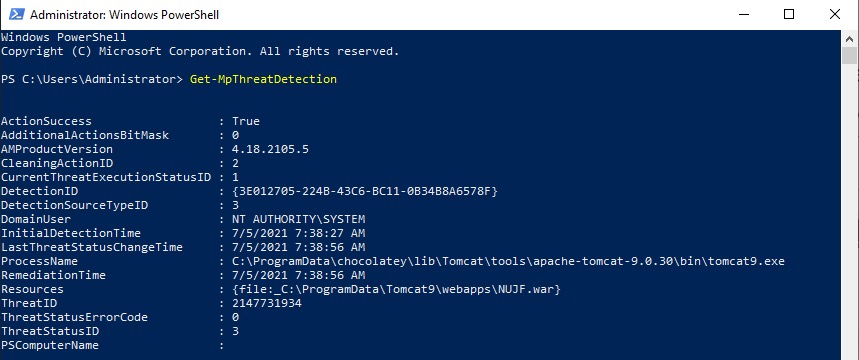 Administrator: Windows PowerShell
Windows PowerShell
Copyright (C) Microsoft Corporation. All rights reserved.
PS C:\Users\Administrator> Get-MpThreatDetection
ActionSuccess : True
AdditionalActionsBitMask : 0
AMProductVersion : 4.18.2105.5
CleaningActionID : 2
CurrentThreatExecutionStatusID : 1
DetectionID : {3E012705-224B-43C6-BC11-0B34B8A6578F}
DetectionSourceTypeID : 3
DomainUser : NT AUTHORITY\SYSTEM
InitialDetectionTime : 7/5/2021 7:38:27 AM
LastThreatStatusChangeTime : 7/5/2021 7:38:56 AM
ProcessName : C:\ProgramData\chocolatey\lib\Tomcat\tools\apache-tomcat-9.0.30\bin\tomcat9.exe
RemediationTime : 7/5/2021 7:38:56 AM
Resources : {file:_C:\ProgramData\Tomcat9\webapps\NUJF.war}
ThreatID : 2147731934
ThreatStatusErrorCode : 0
ThreatStatusID : 3
PSComputerName :